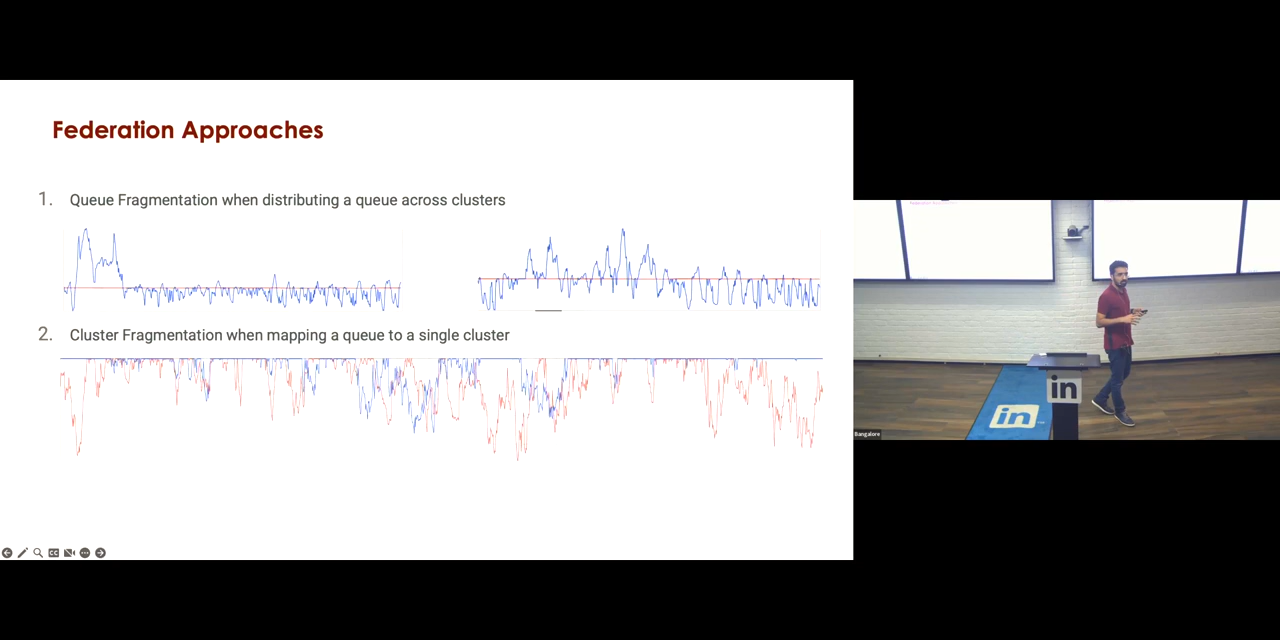 Federation Approaches
1. Queue Fragmentation when distributing a queue across clusters
2. Cluster Fragmentation when mapping a queue to a single cluster
in
in
Bangalore